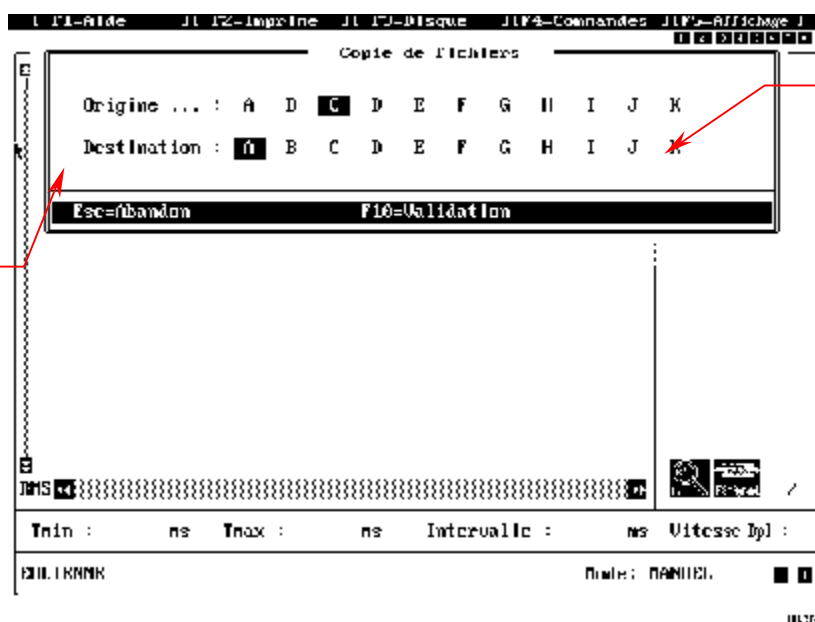 F1-Aide F2-Imprine F3-Disque F4-Commandes F5-Affichage
Copie de Fichiers
Origine ... : A D C D E F G H I J K
Destination : A B C D E F G H I J K
Esc=Abandon F10=Validation
Tmin : ms Tmax : ms Intervalle : ms Vitesse Dpl :
Mode: MANUEL